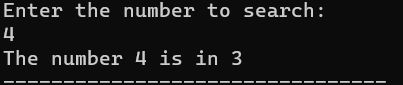 Enter the number to search:
4
The number 4 is in 3
--------------------------------